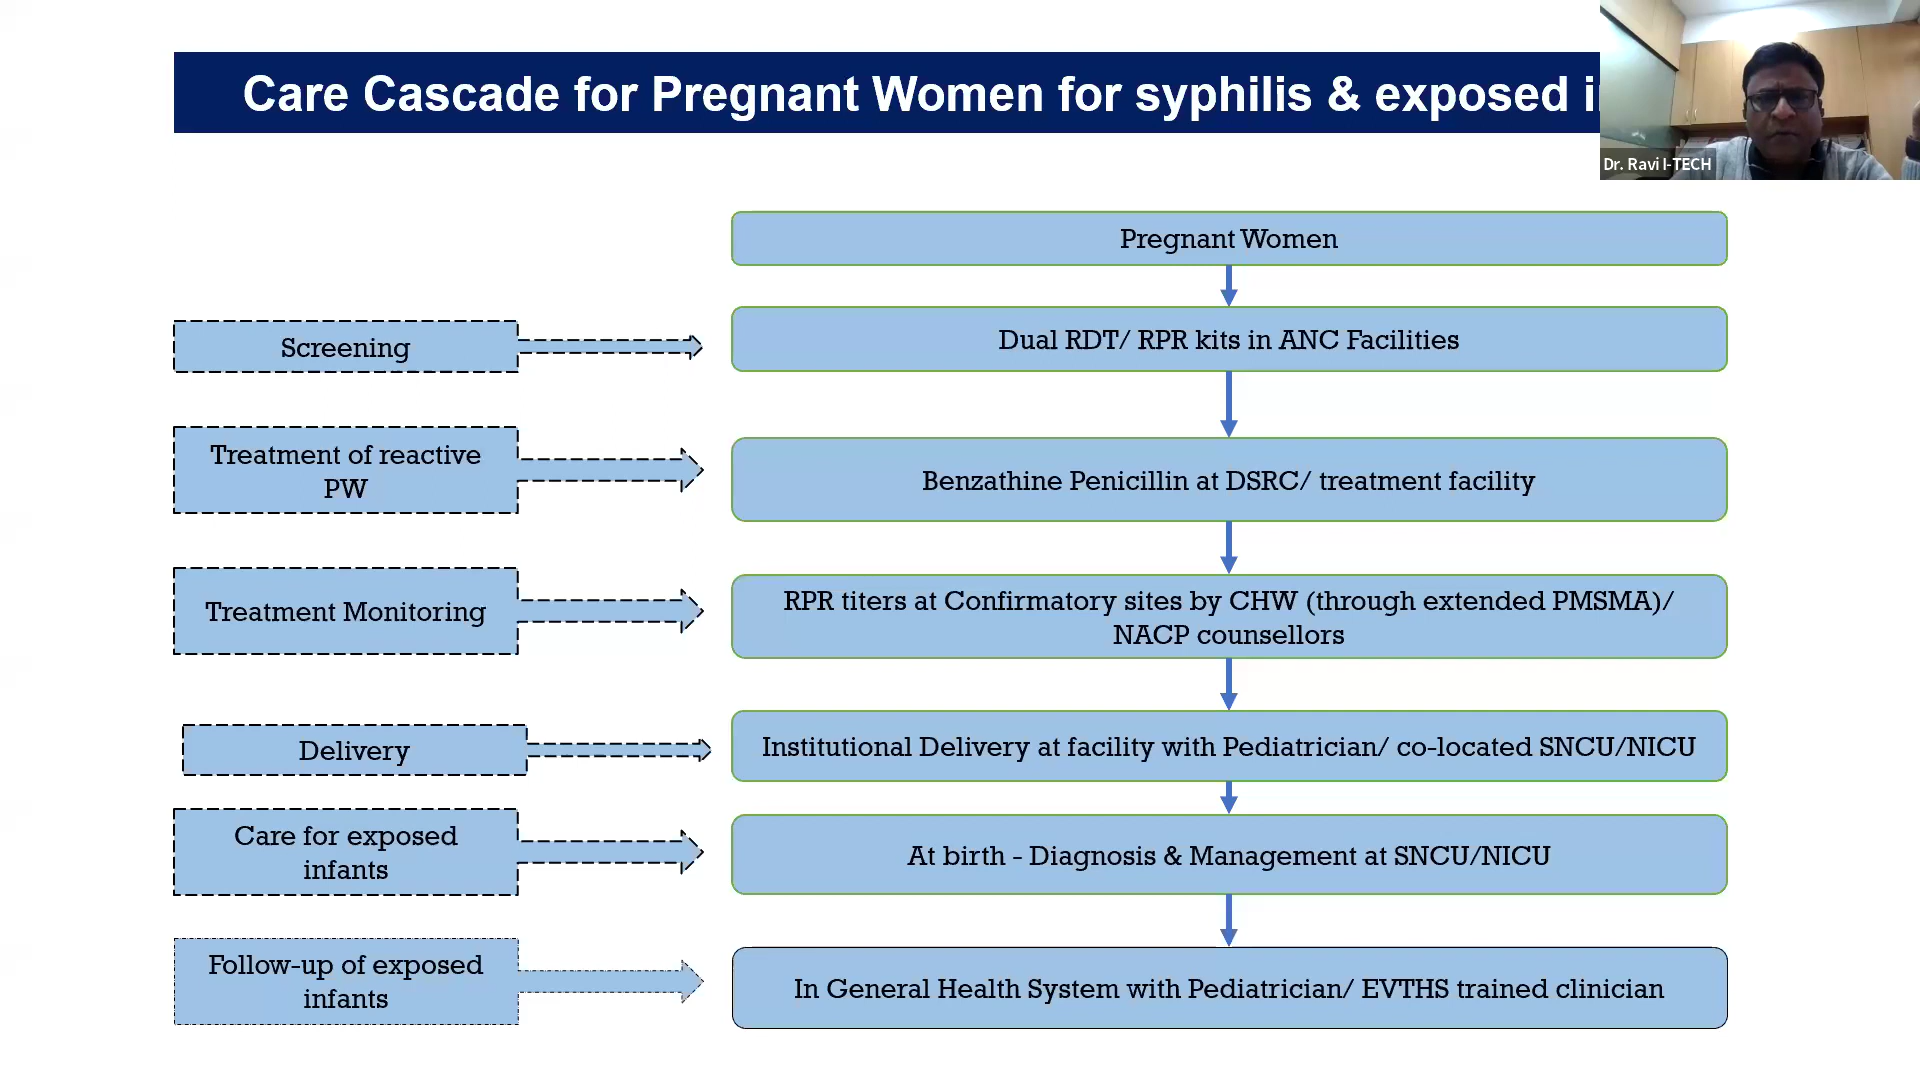 Care Cascade for Pregnant Women for syphilis & exposed
Dr. Ravi I-TECH
Pregnant Women
Screening
Dual RDT/ RPR kits in ANC Facilities
Treatment of reactive
PW
Benzathine Penicillin at DSRC/ treatment facility
Treatment Monitoring
RPR titers at Confirmatory sites by CHW (through extended PMSMA)/
NACP counsellors
Delivery
Institutional Delivery at facility with Pediatrician/ co-located SNCU/NICU
Care for exposed
infants
At birth - Diagnosis & Management at SNCU/NICU
Follow-up of exposed
infants
In General Health System with Pediatrician/ EVTHS trained clinician